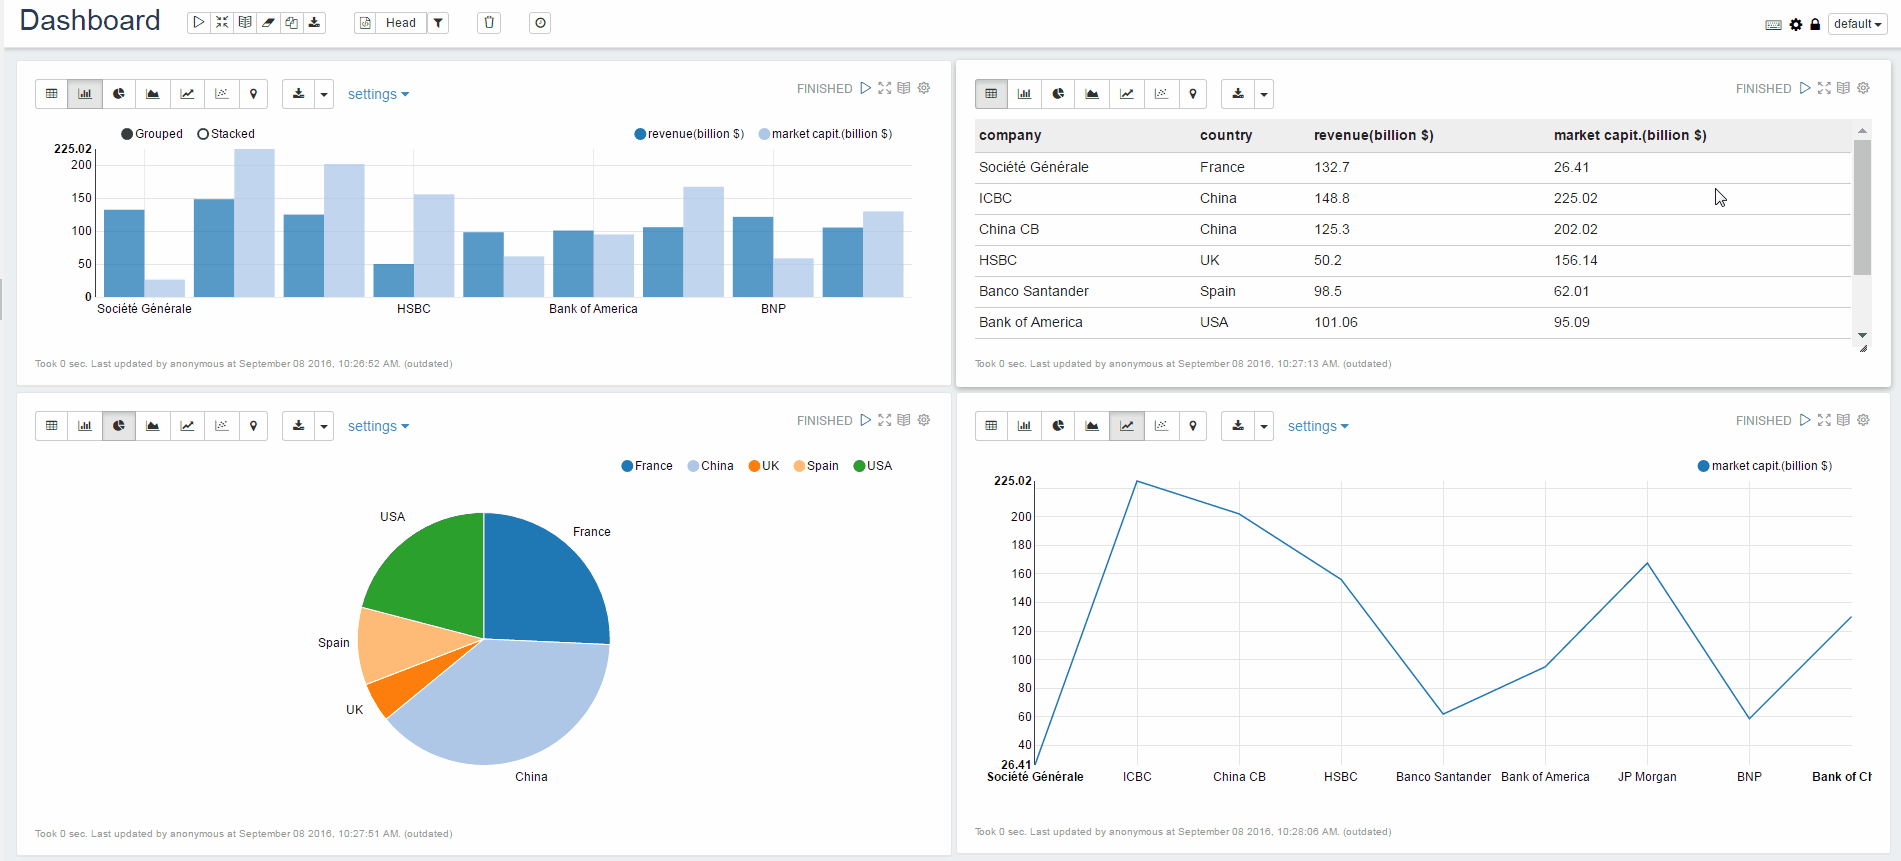 Dashboard
Head
default
settings
FINISHED
Grouped Stacked
revenue(billion $) market capit.(billion $)
225.02
200
150
100
50
0
Société Générale HSBC Bank of America BNP
Took 0 sec. Last updated by anonymous at September 08 2016, 10:26:52 AM. (outdated)
FINISHED
company country revenue(billion $) market capit.(billion $)
Société Générale France 132.7 26.41
ICBC China 148.8 225.02
China CB China 125.3 202.02
HSBC UK 50.2 156.14
Banco Santander Spain 98.5 62.01
Bank of America USA 101.06 95.09
Took 0 sec. Last updated by anonymous at September 08 2016, 10:27:13 AM. (outdated)
settings
FINISHED
France China UK Spain USA
USA
France
Spain
UK
China
Took 0 sec. Last updated by anonymous at September 08 2016, 10:27:51 AM. (outdated)
settings
FINISHED
market capit.(billion $)
225.02
200
180
160
140
120
100
80
60
40
26.41
Société Générale ICBC China CB HSBC Banco Santander Bank of America JP Morgan BNP Bank of Ch
Took 0 sec. Last updated by anonymous at September 08 2016, 10:28:06 AM. (outdated)